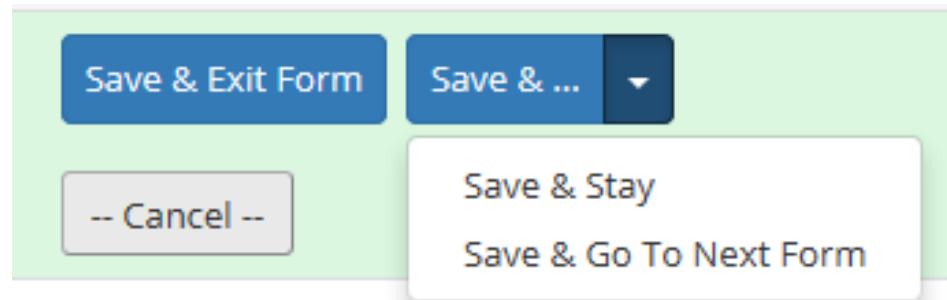 Save & Exit Form
Save & ...
Save & Stay
Save & Go To Next Form
-- Cancel --